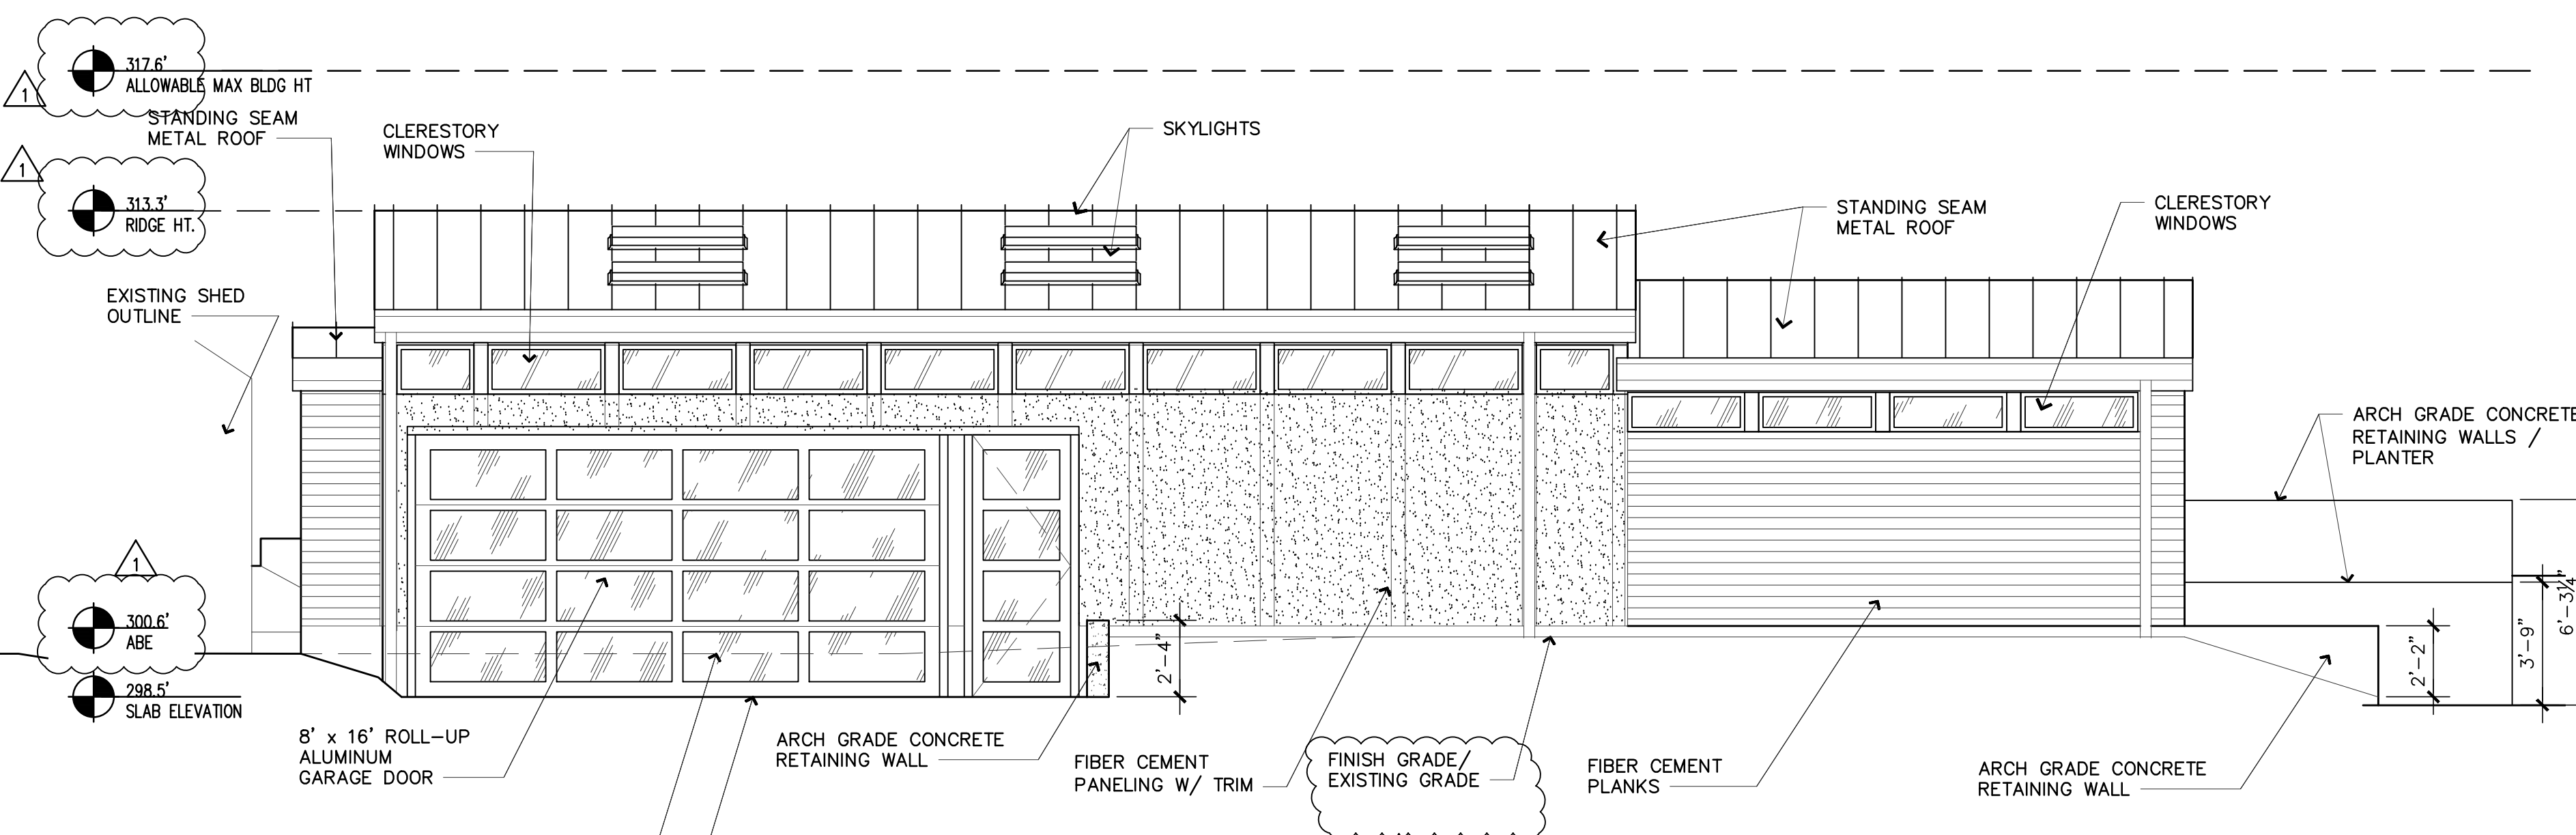 317.6'
ALLOWABLE MAX BLDG HT
1
STANDING SEAM
METAL ROOF
CLERESTORY
WINDOWS
SKYLIGHTS
1
313.3'
RIDGE HT.
STANDING SEAM
METAL ROOF
CLERESTORY
WINDOWS
EXISTING SHED
OUTLINE
ARCH GRADE CONCRETE
RETAINING WALLS /
PLANTER
1
300.6'
ABE
298.5'
SLAB ELEVATION
2'-4"
2'-2"
3'-9"
6'-3¼"
8' x 16' ROLL-UP
ALUMINUM
GARAGE DOOR
ARCH GRADE CONCRETE
RETAINING WALL
FIBER CEMENT
PANELING W/ TRIM
FINISH GRADE/
EXISTING GRADE
FIBER CEMENT
PLANKS
ARCH GRADE CONCRETE
RETAINING WALL